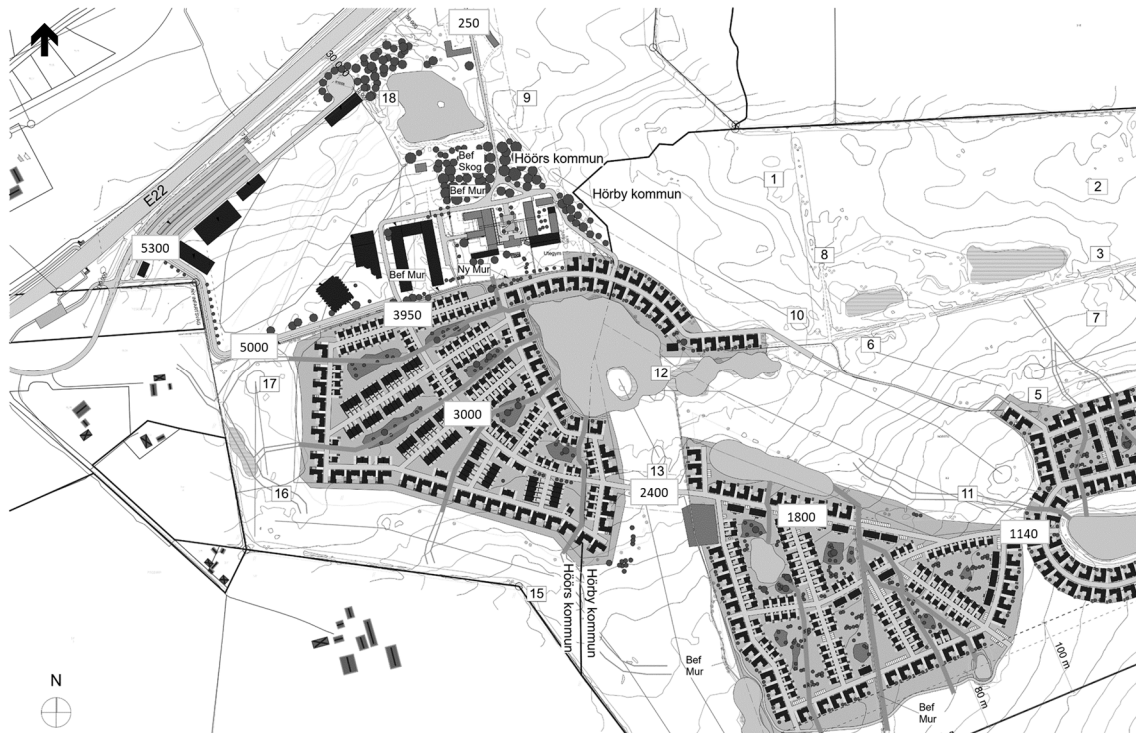 250
30 000
18
9
Bef
Skog
Höörs kommun
Bef Mur
Hörby kommun
1
2
E22
5300
8
3
Utegym
Ny Mur
Bef Mur
3950
10
7
5000
6
12
17
5
3000
13
16
2400
11
1800
1140
15
Höörs kommun
Hörby kommun
Bef
Mur
100 m
80 m
Bef
Mur
N